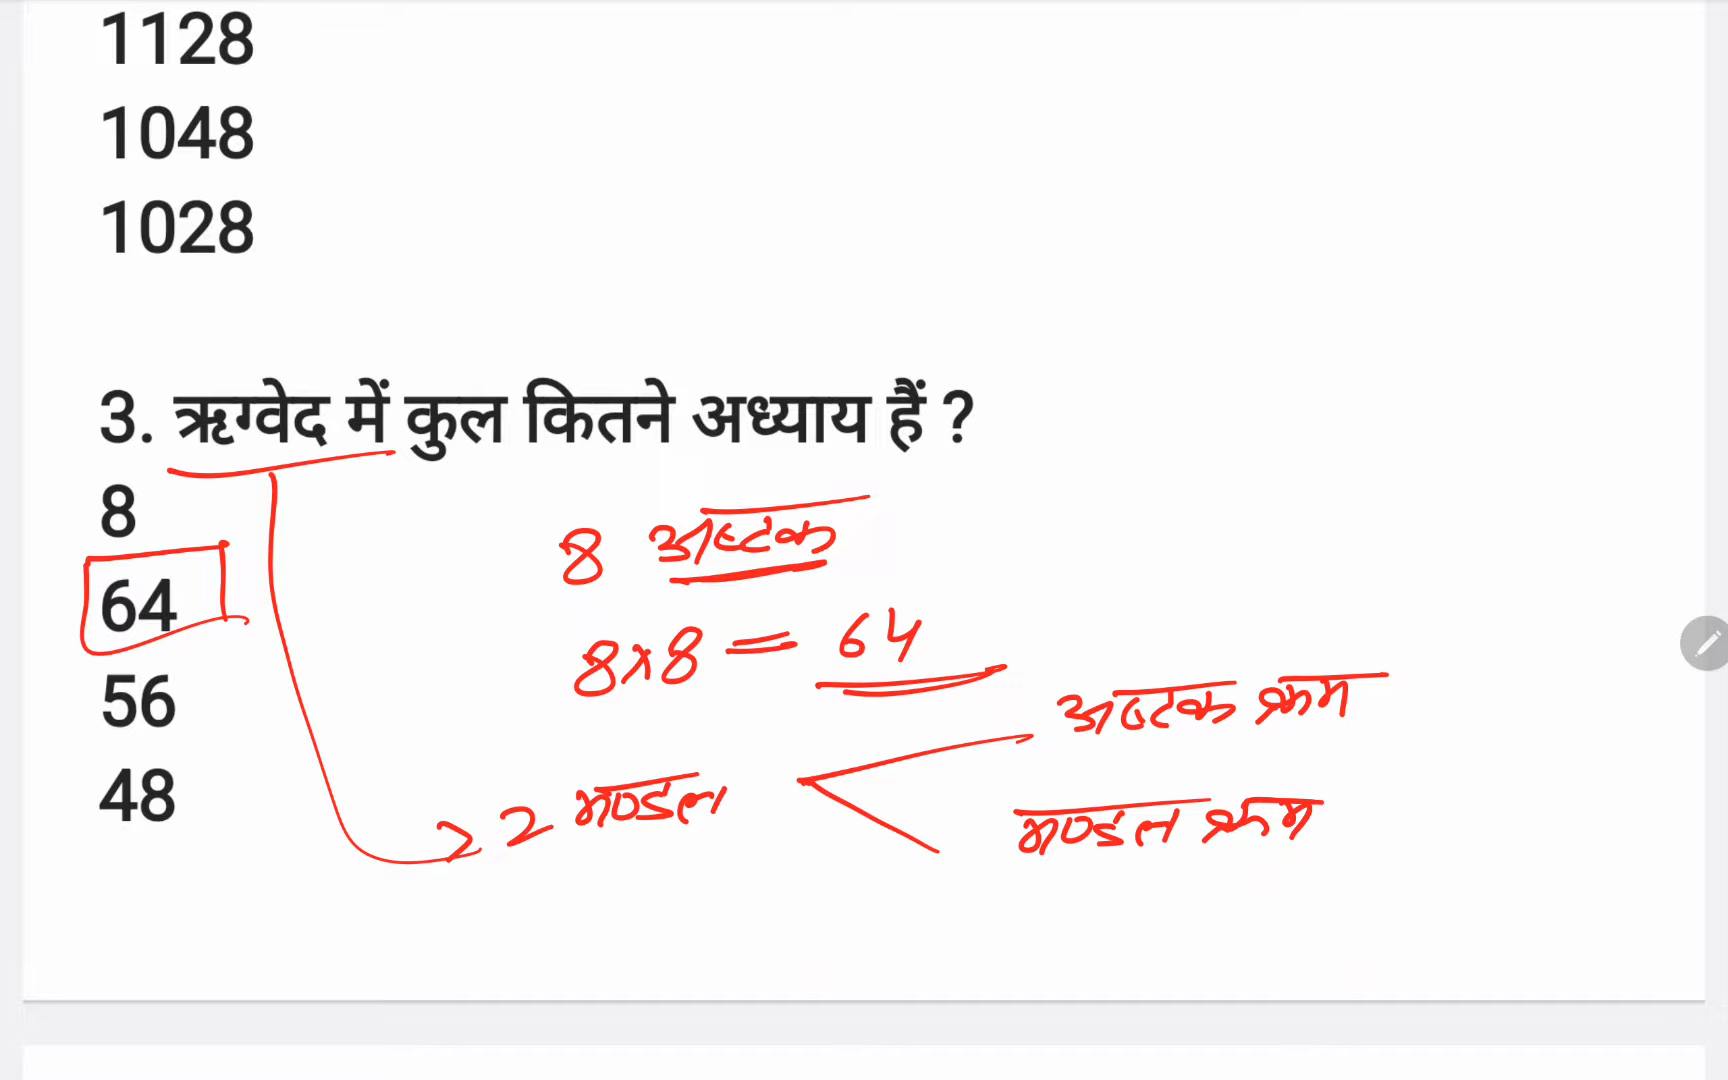 1128
1048
1028
3. ऋग्वेद में कुल कितने अध्याय हैं ?
8
8 अष्टक
64
8x8 = 64
56
अष्टक क्रम
48
2 मण्डल
मण्डल क्रम